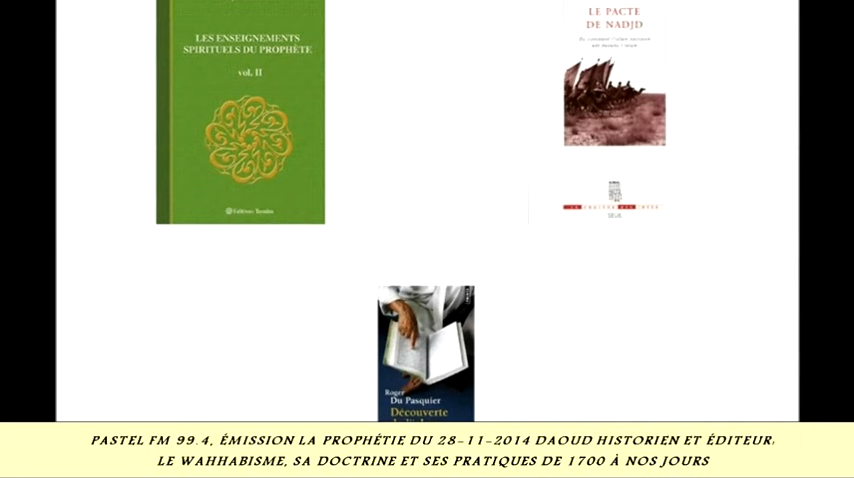 LES ENSEIGNEMENTS
SPIRITUELS DU PROPHÈTE
vol. II
Editions Tasnîm
LE PACTE
DE NADJD
SEUIL
Roger
Du Pasquier
Découverte
PASTEL FM 99.4, ÉMISSION LA PROPHÉTIE DU 28-11-2014 DAOUD HISTORIEN ET ÉDITEUR:
LE WAHHABISME, SA DOCTRINE ET SES PRATIQUES DE 1700 À NOS JOURS